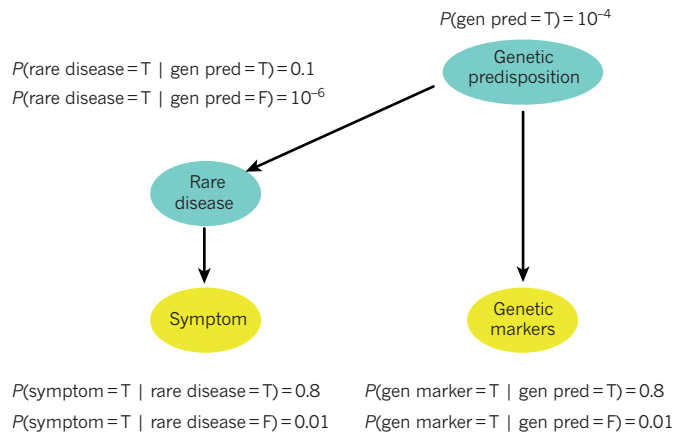 P(gen pred = T) = 10⁻⁴
P(rare disease = T | gen pred = T) = 0.1
P(rare disease = T | gen pred = F) = 10⁻⁶
Genetic
predisposition
Rare
disease
Symptom
Genetic
markers
P(symptom = T | rare disease = T) = 0.8
P(symptom = T | rare disease = F) = 0.01
P(gen marker = T | gen pred = T) = 0.8
P(gen marker = T | gen pred = F) = 0.01